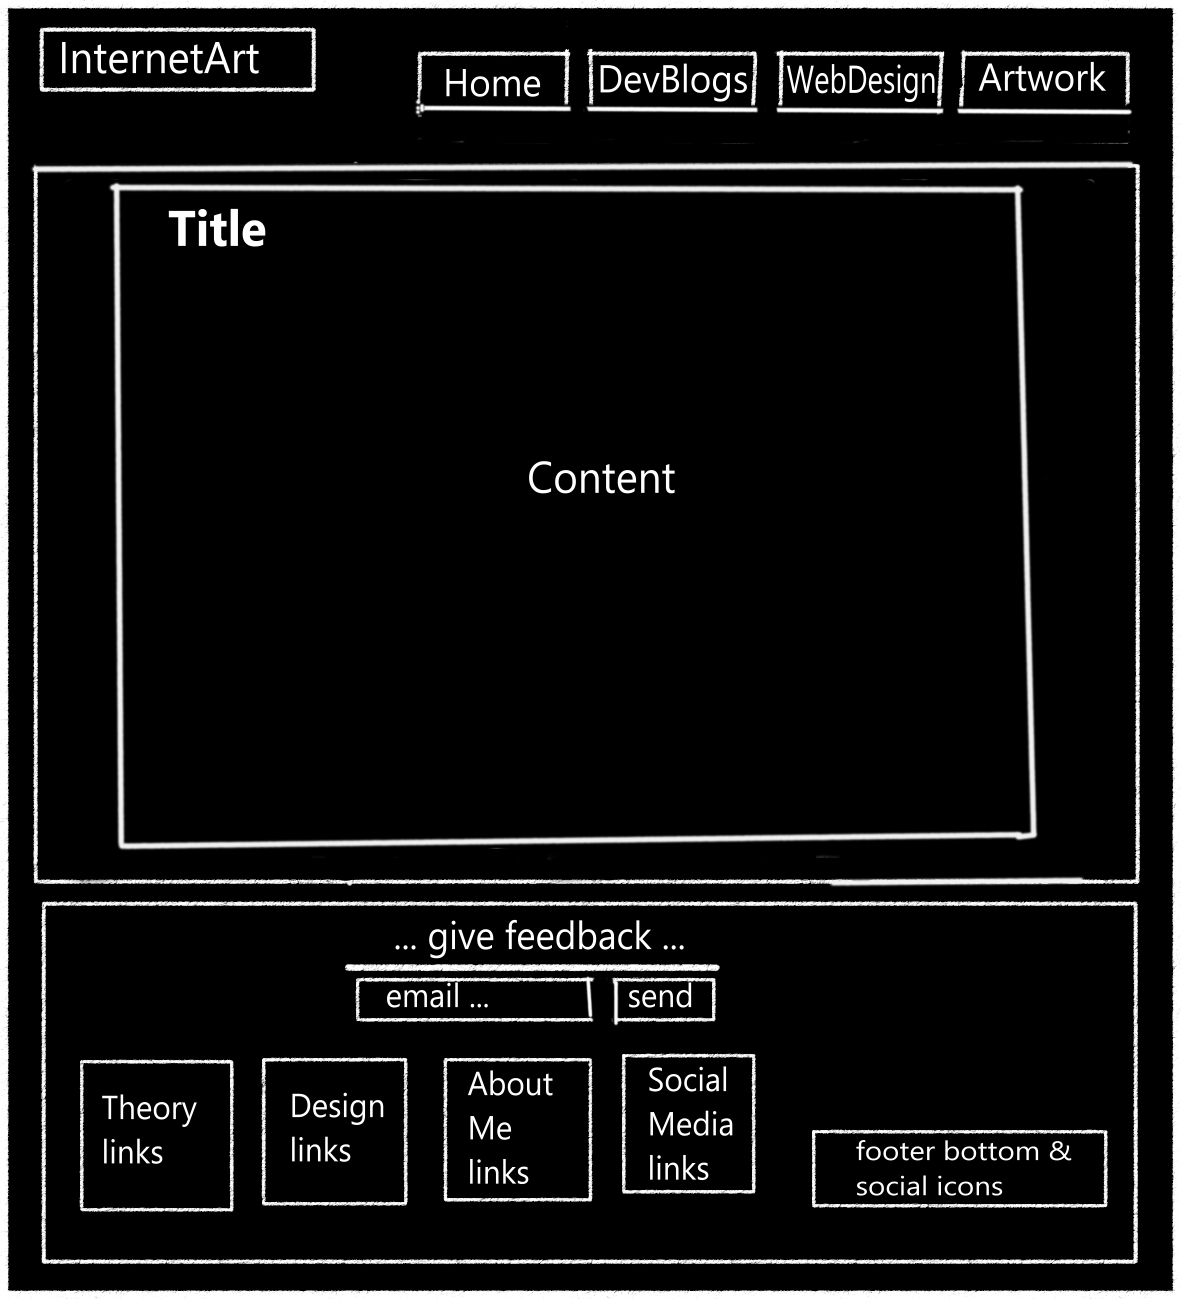 InternetArt
Home
DevBlogs
WebDesign
Artwork
Title
Content
... give feedback ...
email ...
send
Theory
links
Design
links
About
Me
links
Social
Media
links
footer bottom &
social icons